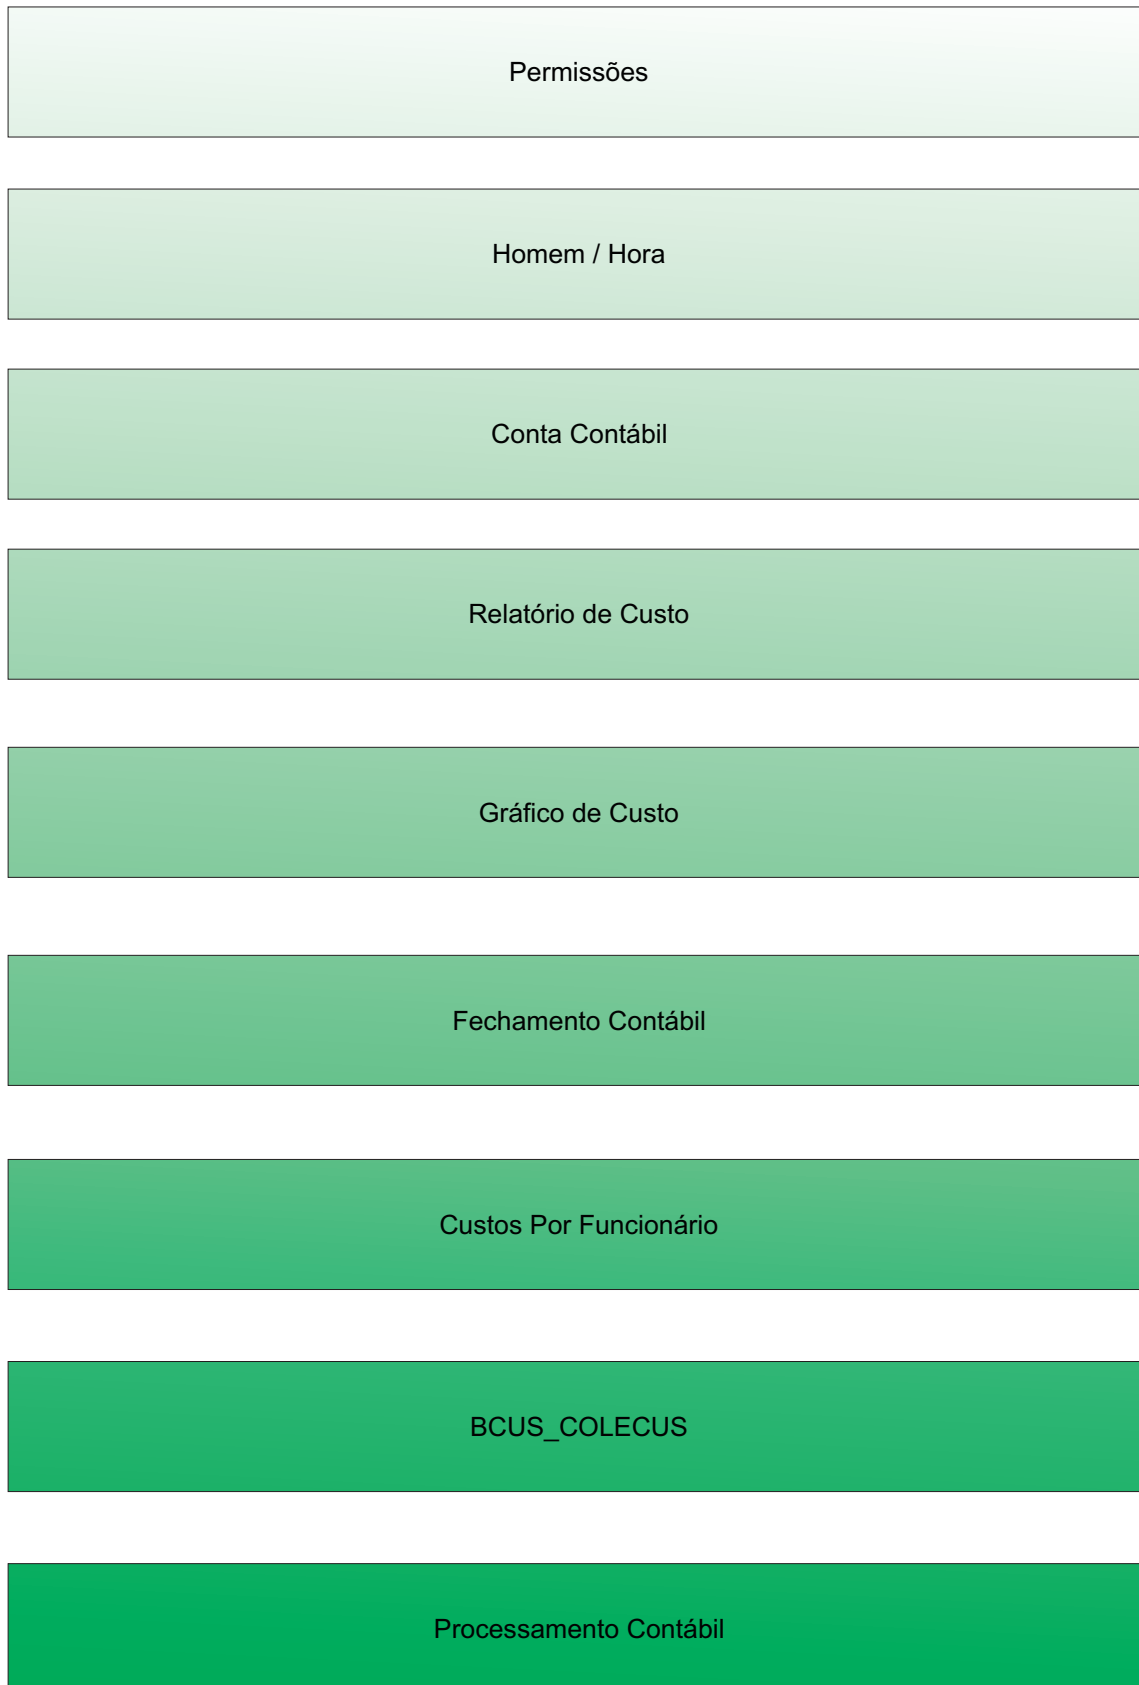 Permissões
Homem / Hora
Conta Contábil
Relatório de Custo
Gráfico de Custo
Fechamento Contábil
Custos Por Funcionário
BCUS_COLECUS
Processamento Contábil